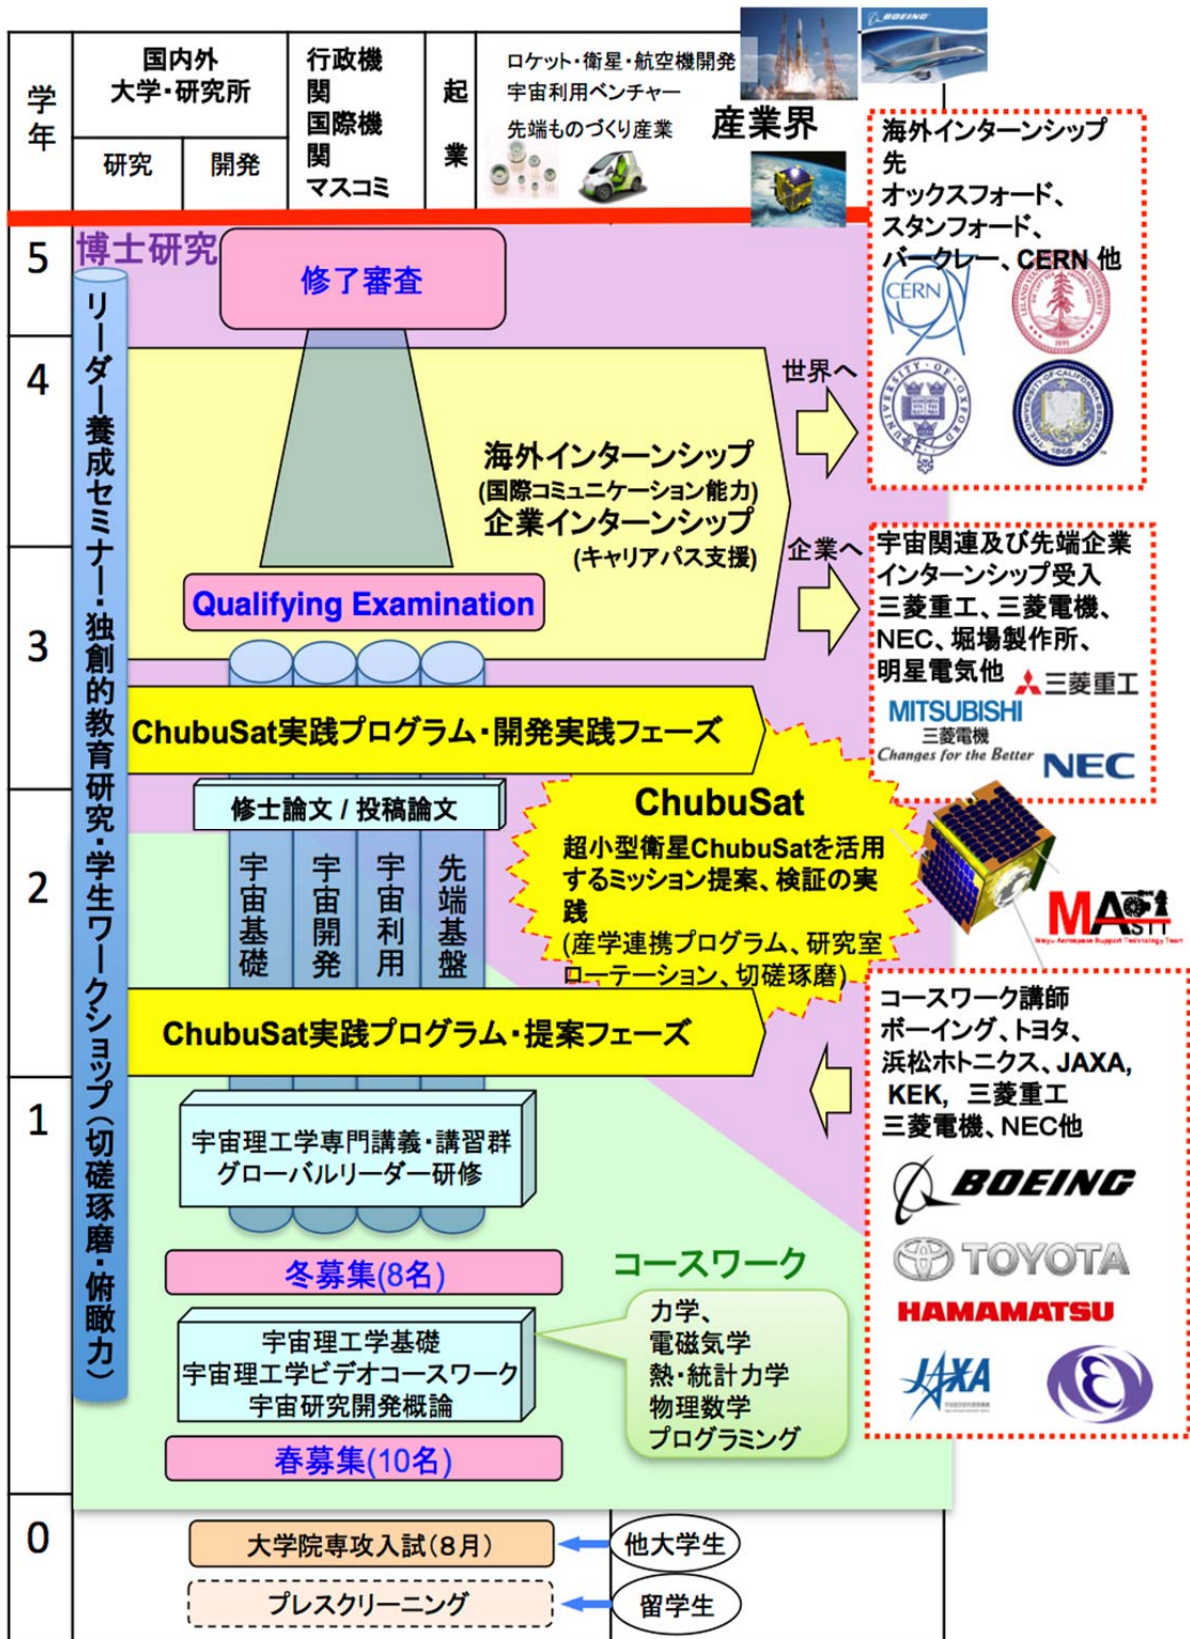 学年
国内外
大学・研究所
研究
開発
行政機
関
国際機
関
マスコミ
起業
ロケット・衛星・航空機開発
宇宙利用ベンチャー
先端ものづくり産業
産業界
BOEING
海外インターンシップ
先
オックスフォード、
スタンフォード、
バークレー、CERN 他
CERN
5
博士研究
修了審査
リーダー養成セミナー・独創的教育研究・学生ワークショップ(切磋琢磨・俯瞰力)
4
世界へ
海外インターンシップ
(国際コミュニケーション能力)
企業インターンシップ
(キャリアパス支援)
企業へ
UNIVERSITY OF OXFORD
THE UNIVERSITY OF CALIFORNIA BERKELEY
1868
宇宙関連及び先端企業
インターンシップ受入
三菱重工、三菱電機、
NEC、堀場製作所、
明星電気他
三菱重工
MITSUBISHI
三菱電機
Changes for the Better
NEC
3
Qualifying Examination
ChubuSat実践プログラム・開発実践フェーズ
修士論文 / 投稿論文
2
宇宙基礎
宇宙開発
宇宙利用
先端基盤
ChubuSat
超小型衛星ChubuSatを活用
するミッション提案、検証の実
践
(産学連携プログラム、研究室
ローテーション、切磋琢磨)
ChubuSat実践プログラム・提案フェーズ
コースワーク講師
ボーイング、トヨタ、
浜松ホトニクス、JAXA,
KEK, 三菱重工
三菱電機、NEC他
BOEING
TOYOTA
HAMAMATSU
JAXA
1
宇宙理工学専門講義・講習群
グローバルリーダー研修
冬募集(8名)
コースワーク
宇宙理工学基礎
宇宙理工学ビデオコースワーク
宇宙研究開発概論
力学、
電磁気学
熱・統計力学
物理数学
プログラミング
春募集(10名)
0
大学院専攻入試(8月)
他大学生
プレスクリーニング
留学生